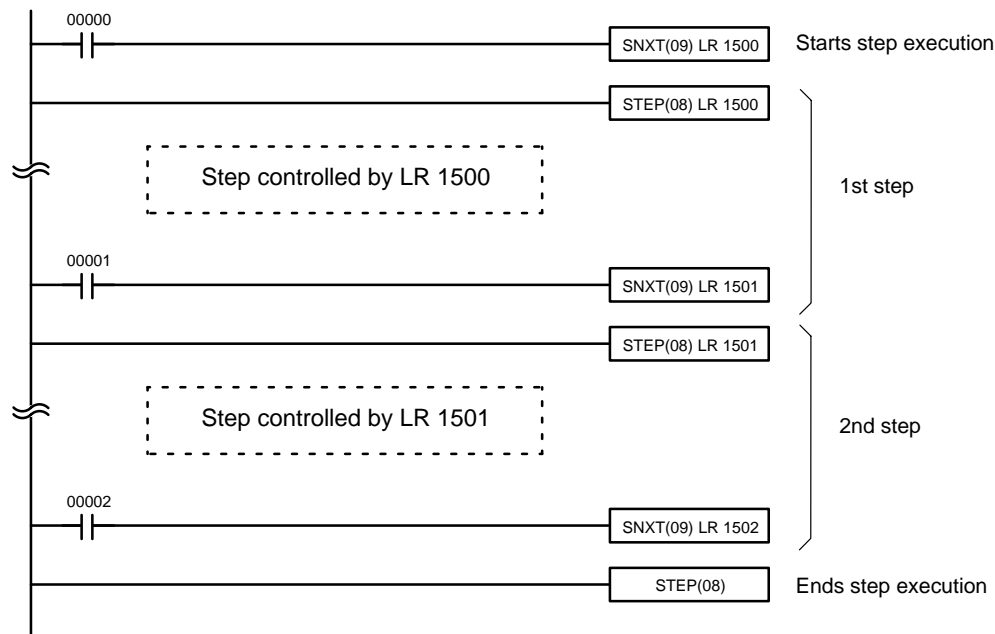 00000
SNXT(09) LR 1500
Starts step execution
STEP(08) LR 1500
Step controlled by LR 1500
1st step
00001
SNXT(09) LR 1501
STEP(08) LR 1501
Step controlled by LR 1501
2nd step
00002
SNXT(09) LR 1502
STEP(08)
Ends step execution